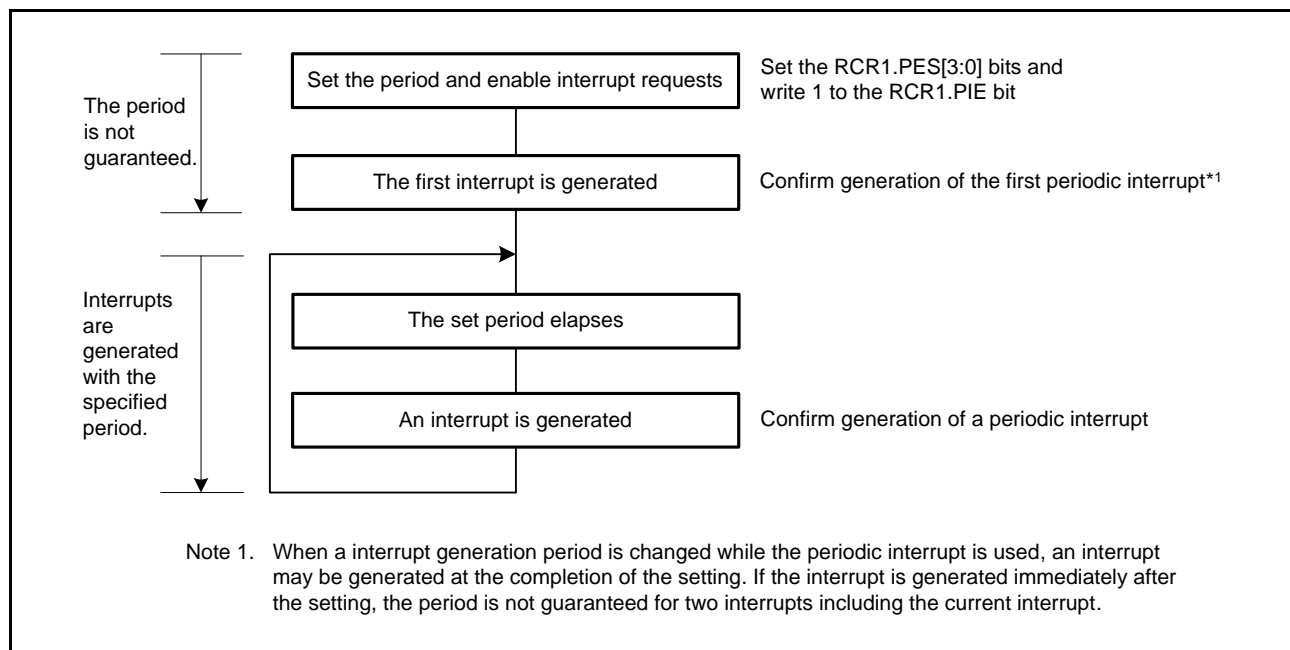 The period
is not
guaranteed.
Set the period and enable interrupt requests
Set the RCR1.PES[3:0] bits and
write 1 to the RCR1.PIE bit
The first interrupt is generated
Confirm generation of the first periodic interrupt*1
Interrupts
are
generated
with the
specified
period.
The set period elapses
An interrupt is generated
Confirm generation of a periodic interrupt
Note 1. When a interrupt generation period is changed while the periodic interrupt is used, an interrupt
may be generated at the completion of the setting. If the interrupt is generated immediately after
the setting, the period is not guaranteed for two interrupts including the current interrupt.